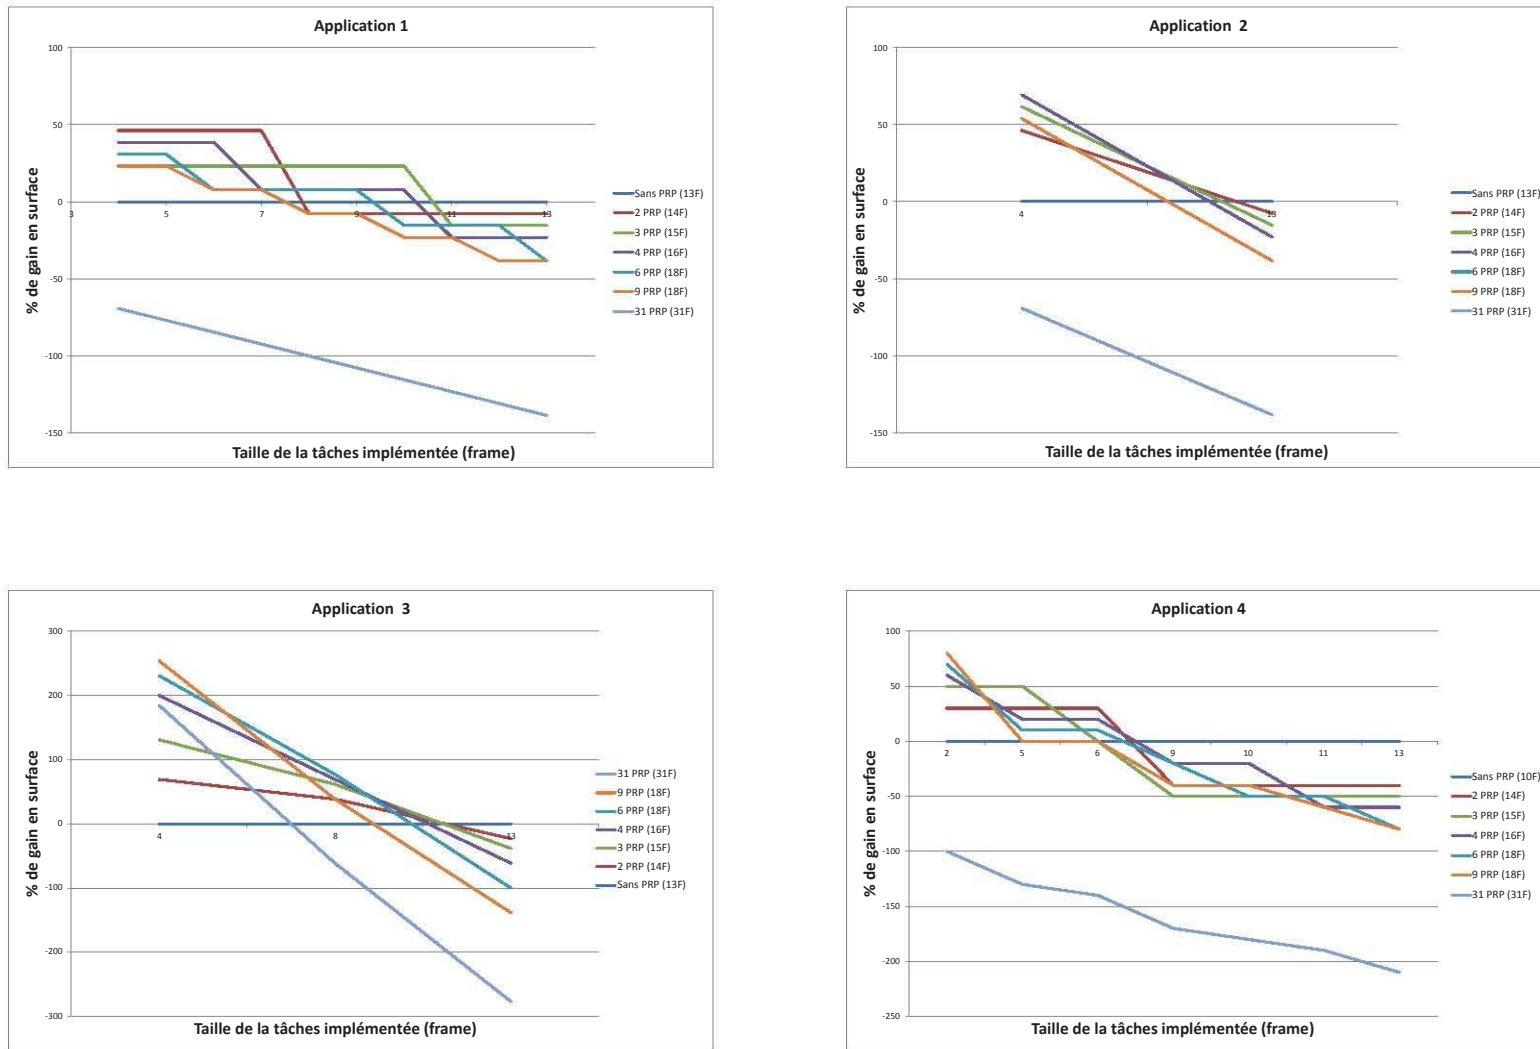 Application 1
100
50
0
-50
-100
-150
3
5
7
9
11
13
% de gain en surface
Taille de la tâches implémentée (frame)
Sans PRP (13F)
2 PRP (14F)
3 PRP (15F)
4 PRP (16F)
6 PRP (18F)
9 PRP (18F)
31 PRP (31F)
Application 2
100
50
0
-50
-100
-150
4
13
% de gain en surface
Taille de la tâches implémentée (frame)
Sans PRP (13F)
2 PRP (14F)
3 PRP (15F)
4 PRP (16F)
6 PRP (18F)
9 PRP (18F)
31 PRP (31F)
Application 3
300
200
100
0
-100
-200
-300
4
8
13
% de gain en surface
Taille de la tâches implémentée (frame)
31 PRP (31F)
9 PRP (18F)
6 PRP (18F)
4 PRP (16F)
3 PRP (15F)
2 PRP (14F)
Sans PRP (13F)
Application 4
100
50
0
-50
-100
-150
-200
-250
2
5
6
9
10
11
13
% de gain en surface
Taille de la tâches implémentée (frame)
Sans PRP (10F)
2 PRP (14F)
3 PRP (15F)
4 PRP (16F)
6 PRP (18F)
9 PRP (18F)
31 PRP (31F)